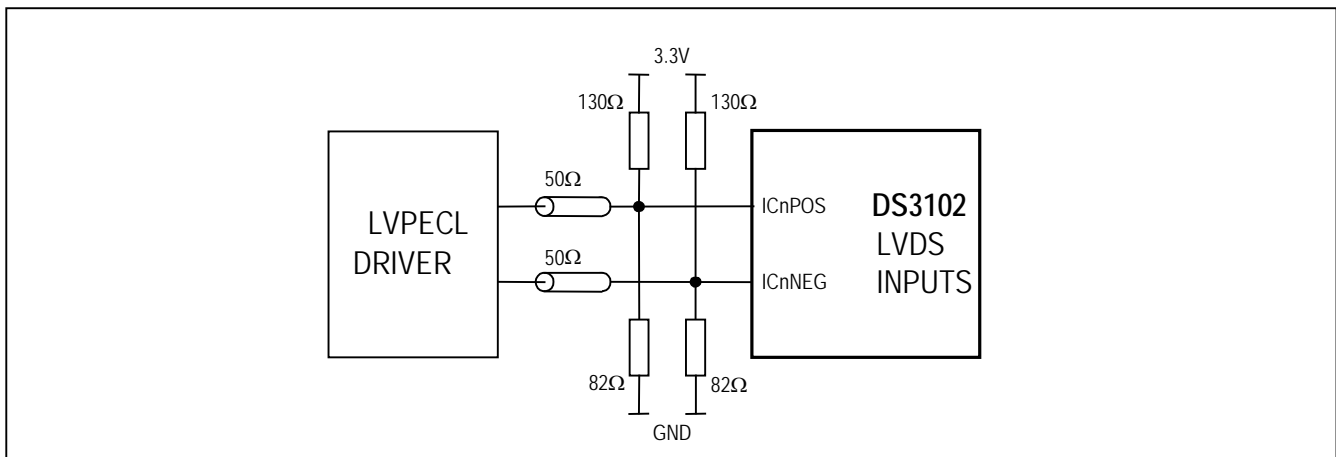 3.3V
130Ω
130Ω
50Ω
50Ω
LVPECL
DRIVER
ICnPOS
ICnNEG
DS3102
LVDS
INPUTS
82Ω
82Ω
GND